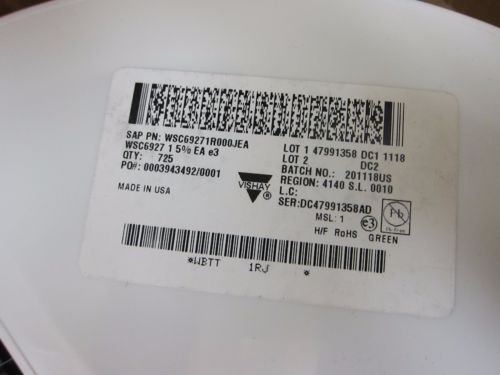 SAP PN: WSC69271R000JEA
WSC6927 1 5% EA e3
QTY: 725
PO#: 0003943492/0001
MADE IN USA
VISHAY
LOT 1 47991358 DC1 1118
LOT 2 DC2
BATCH NO.: 201118US
REGION: 4140 S.L. 0010
L.C:
SER:DC47991358AD
MSL: 1
e3
Pb
H/F RoHS GREEN
*WBTT 1RJ *